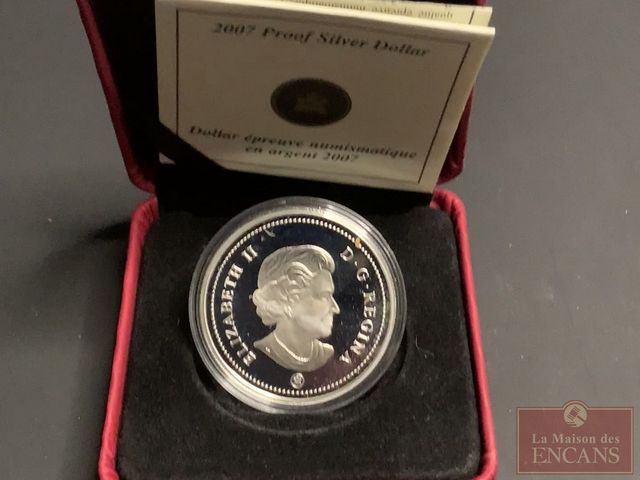 2007 Proof Silver Dollar
Dollar épreuve numismatique
en argent 2007
ELIZABETH II D·G·REGINA
La Maison des
ENCANS